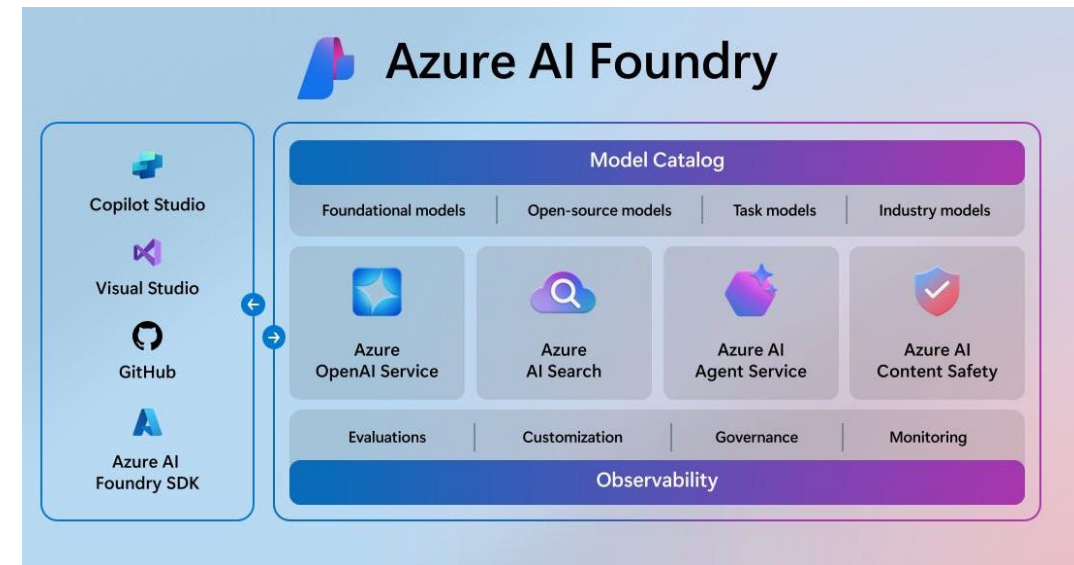 Azure AI Foundry
Copilot Studio
Visual Studio
GitHub
Azure AI
Foundry SDK
Model Catalog
Foundational models
Open-source models
Task models
Industry models
Azure
OpenAI Service
Azure
AI Search
Azure AI
Agent Service
Azure AI
Content Safety
Evaluations
Customization
Governance
Monitoring
Observability